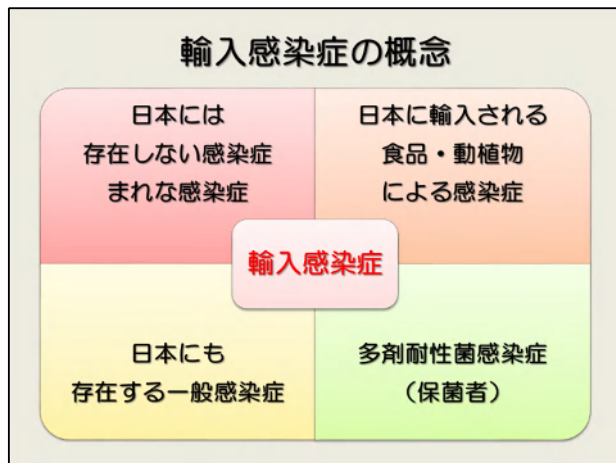 輸入感染症の概念
日本には
存在しない感染症
まれな感染症
日本に輸入される
食品・動植物
による感染症
輸入感染症
日本にも
存在する一般感染症
多剤耐性菌感染症
（保菌者）